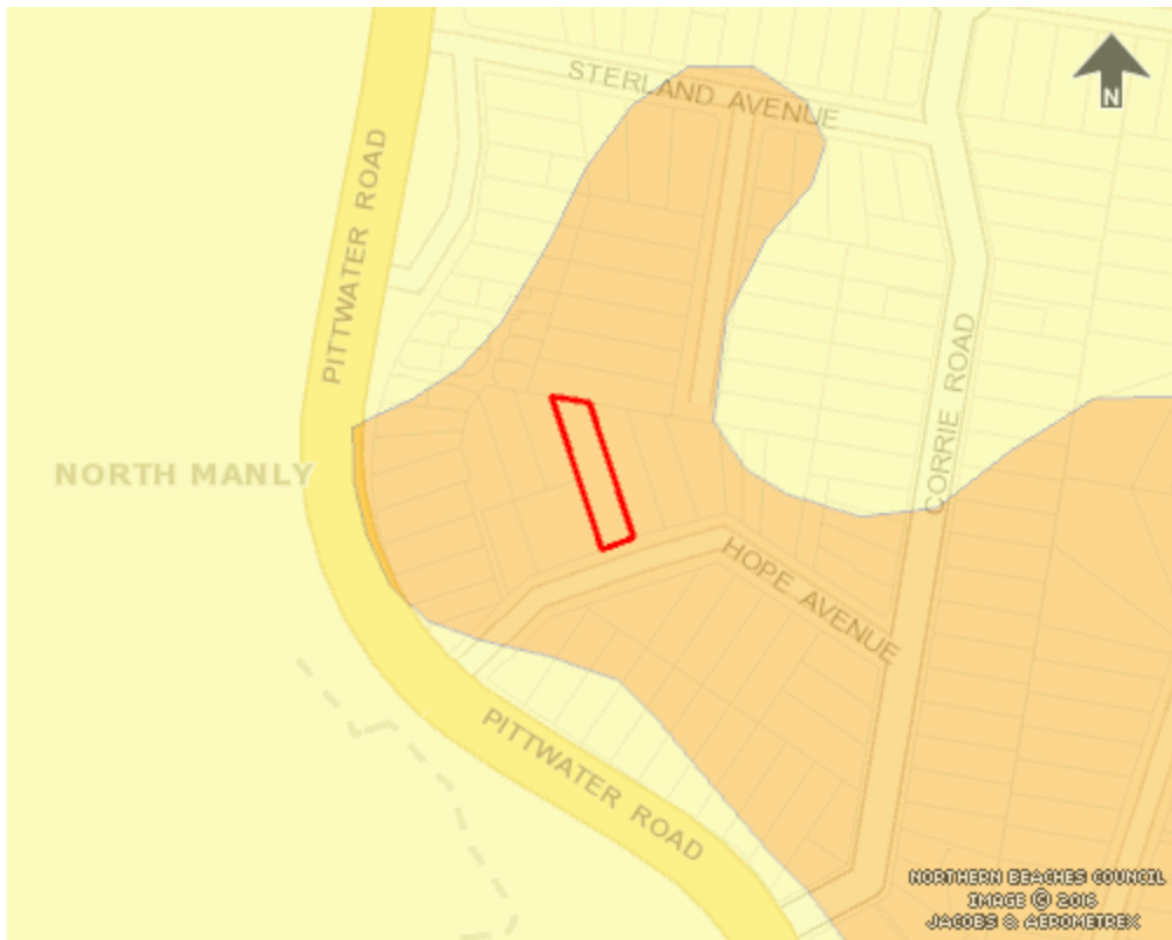 STERLAND AVENUE
N
PITTWATER ROAD
CORRIE ROAD
NORTH MANLY
HOPE AVENUE
PITTWATER ROAD
NORTHERN BEACHES COUNCIL
IMAGE © 2016
JACOBS & AEROMETREX